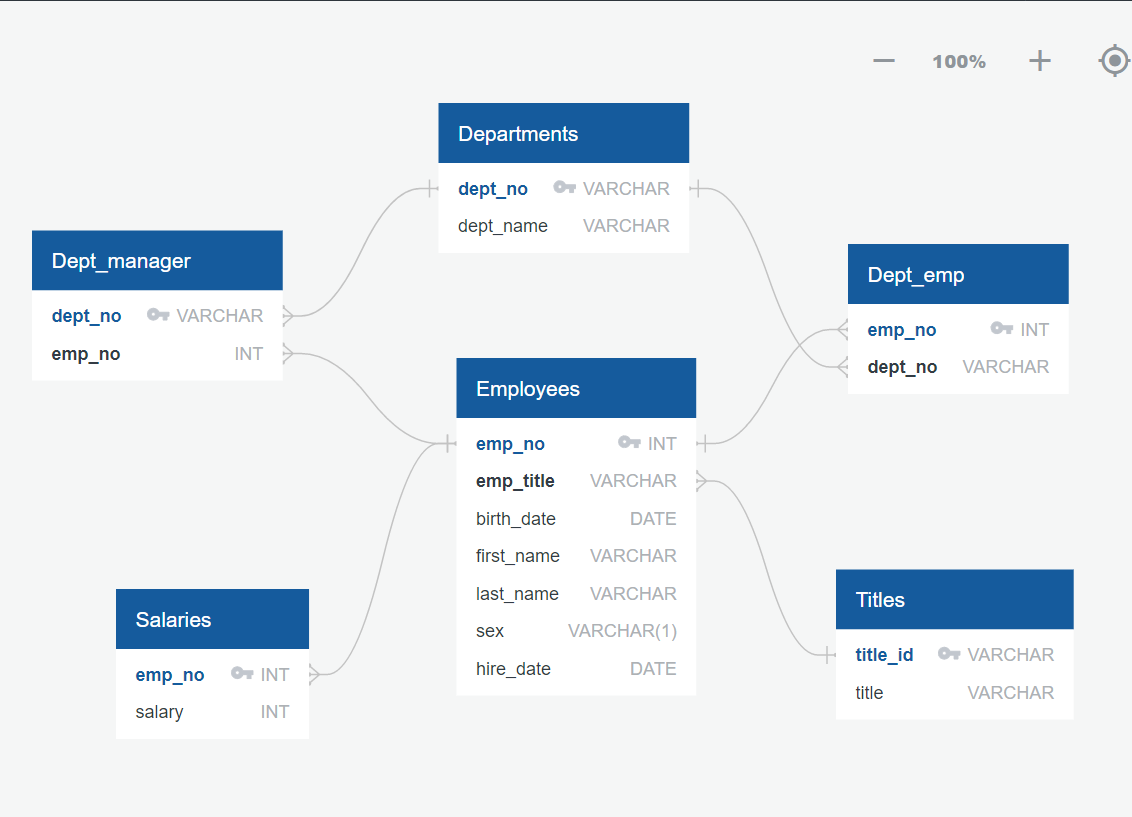 100%
Departments
dept_no VARCHAR
dept_name VARCHAR
Dept_manager
dept_no VARCHAR
emp_no INT
Dept_emp
emp_no INT
dept_no VARCHAR
Employees
emp_no INT
emp_title VARCHAR
birth_date DATE
first_name VARCHAR
last_name VARCHAR
sex VARCHAR(1)
hire_date DATE
Salaries
emp_no INT
salary INT
Titles
title_id VARCHAR
title VARCHAR